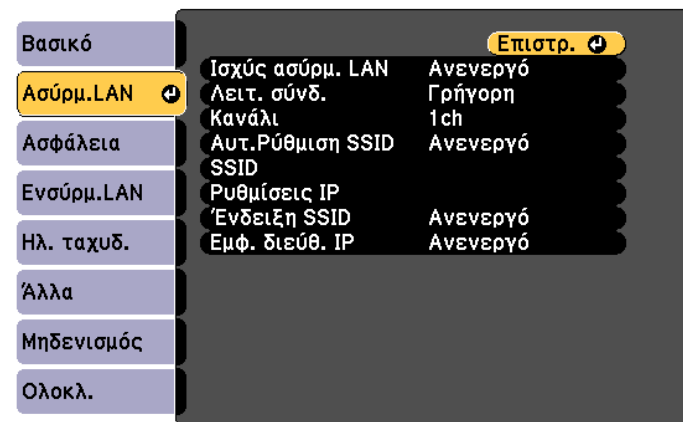 Βασικό
Ασύρμ.LAN
Ασφάλεια
Ενσύρμ.LAN
Ηλ. ταχυδ.
Άλλα
Μηδενισμός
Ολοκλ.
Επιστρ.
Ισχύς ασύρμ. LAN Ανενεργό
Λειτ. σύνδ. Γρήγορη
Κανάλι 1ch
Αυτ.Ρύθμιση SSID Ανενεργό
SSID
Ρυθμίσεις IP
Ένδειξη SSID Ανενεργό
Εμφ. διεύθ. IP Ανενεργό